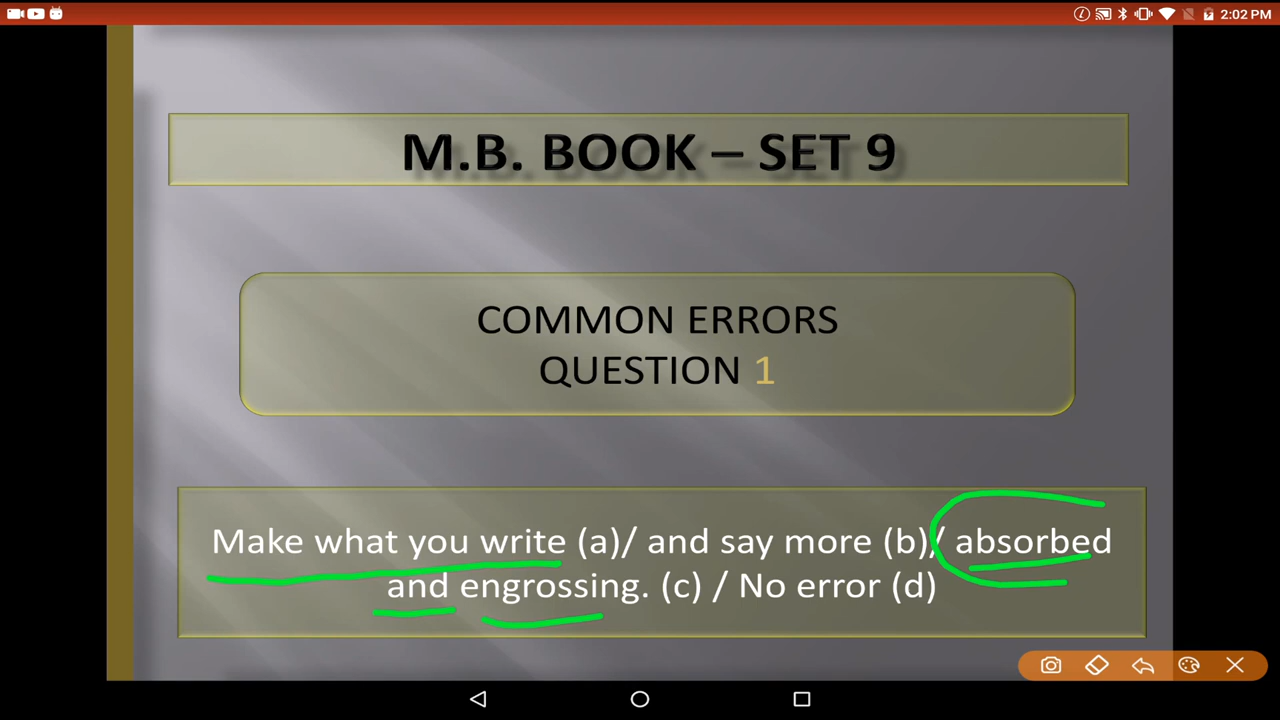 2:02 PM
M.B. BOOK – SET 9
COMMON ERRORS
QUESTION 1
Make what you write (a)/ and say more (b)/ absorbed
and engrossing. (c) / No error (d)